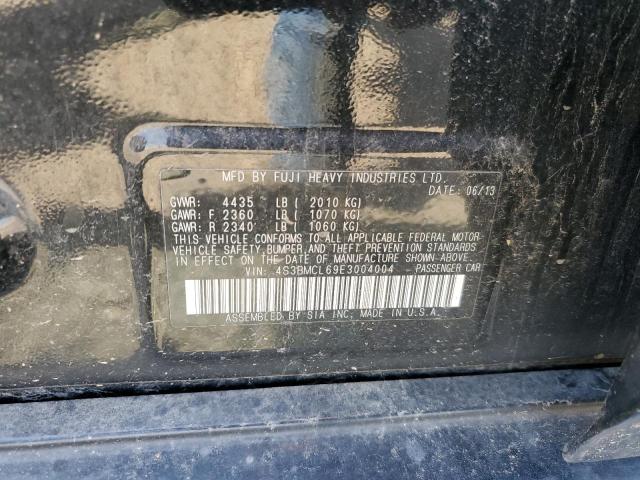 MFD BY FUJI HEAVY INDUSTRIES LTD.
DATE: 06/13
GVWR: 4435 LB ( 2010 KG)
GAWR: F 2360 LB ( 1070 KG)
GAWR: R 2340 LB ( 1060 KG)
THIS VEHICLE CONFORMS TO ALL APPLICABLE FEDERAL MOTOR
VEHICLE SAFETY, BUMPER, AND THEFT PREVENTION STANDARDS
IN EFFECT ON THE DATE OF MANUFACTURE SHOWN ABOVE.
VIN: 4S3BMCL69E3004004 PASSENGER CAR
ASSEMBLED BY SIA INC. MADE IN U.S.A.